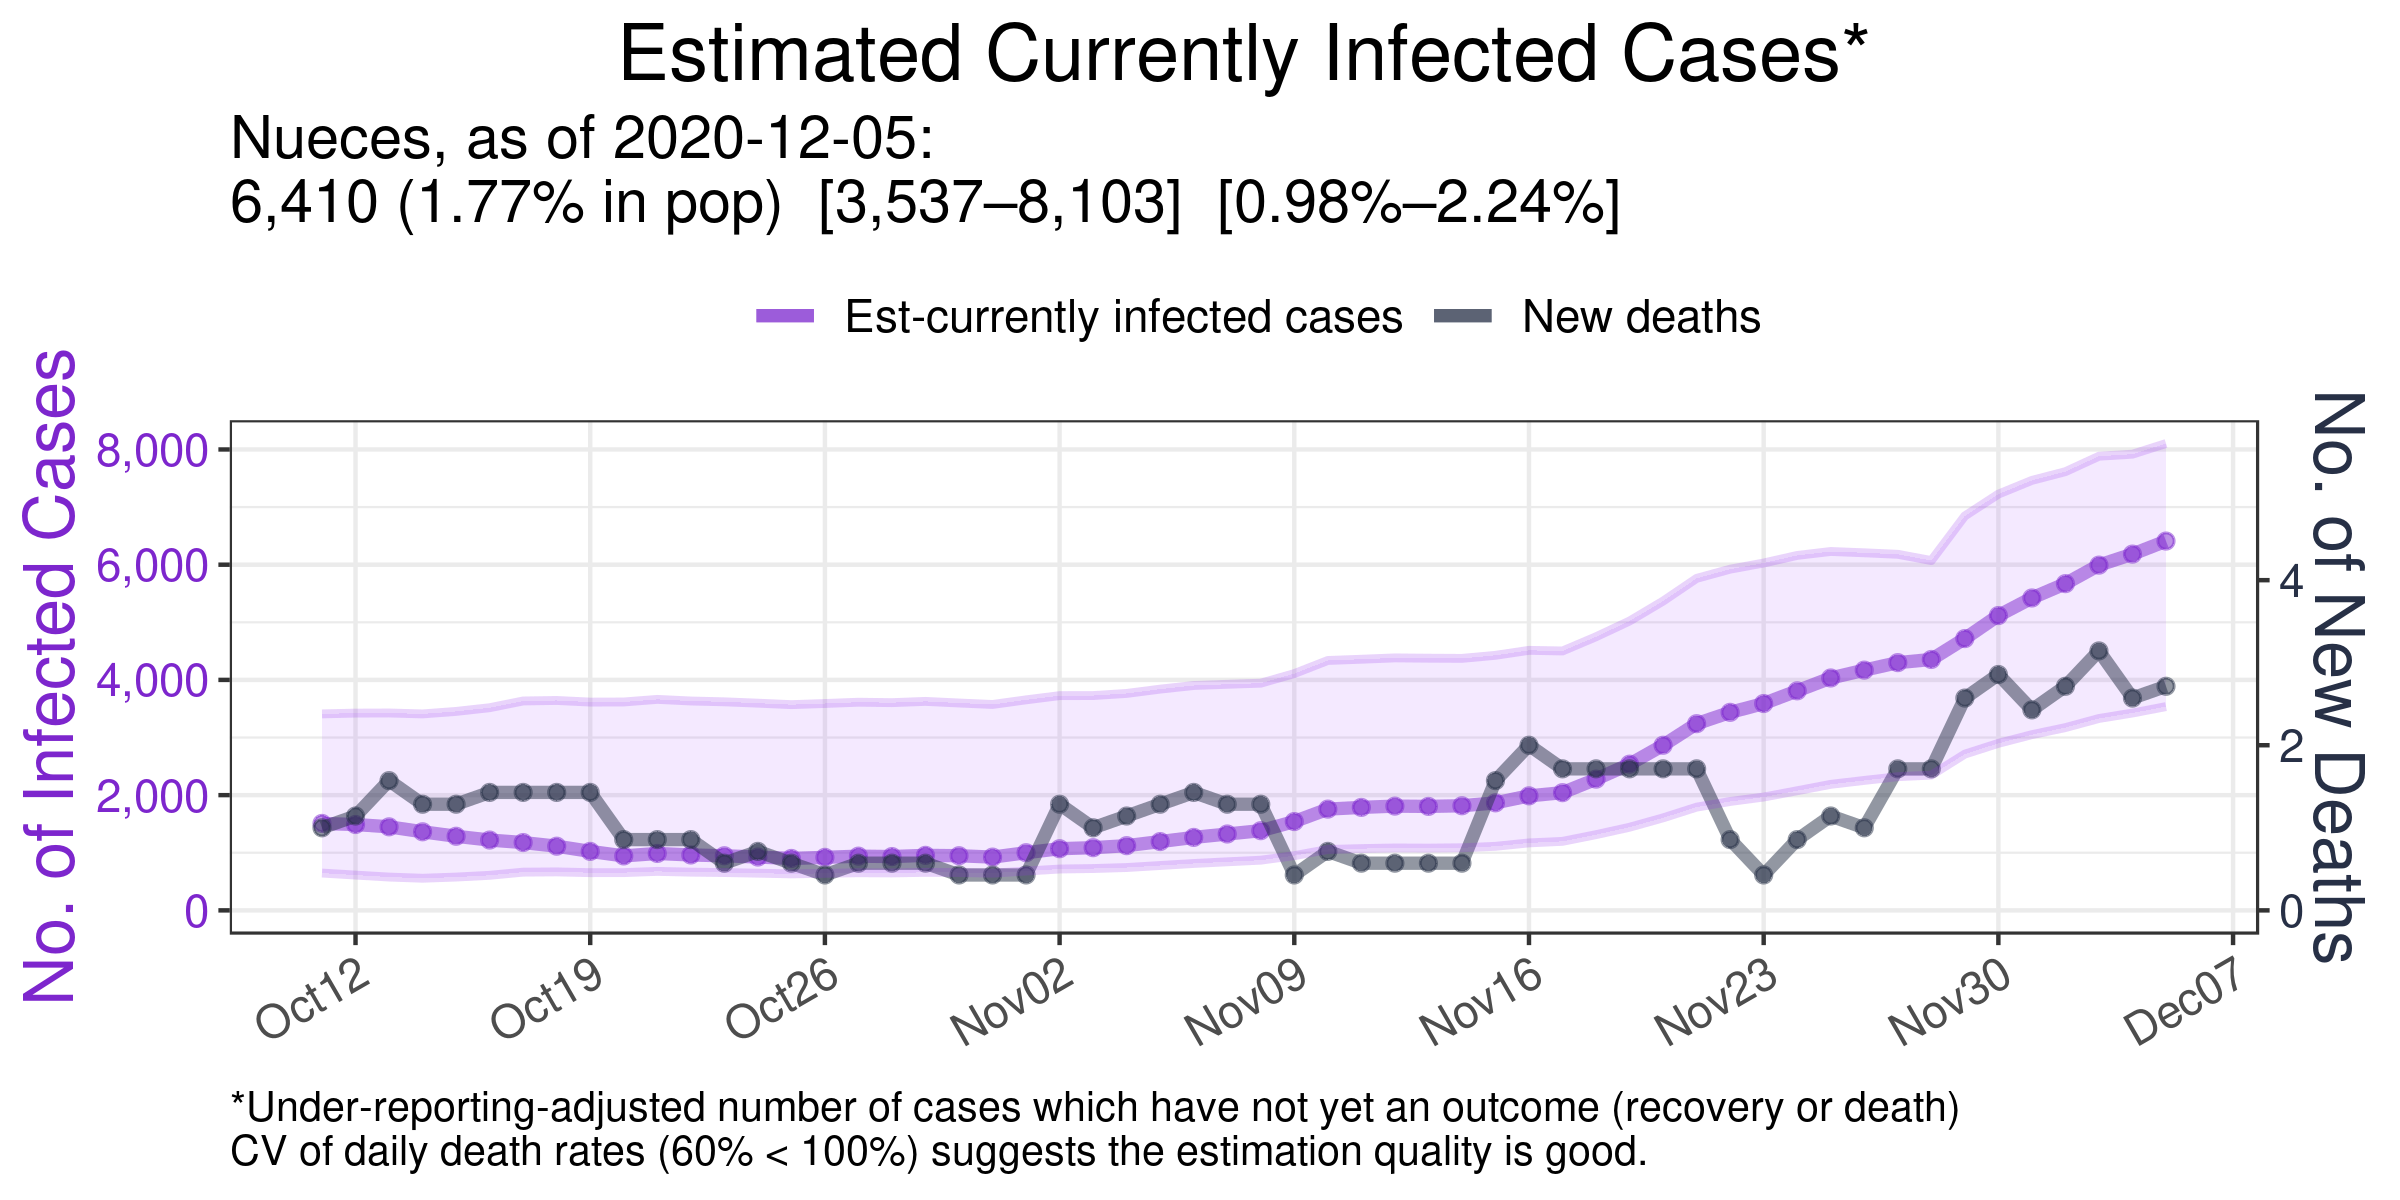 Estimated Currently Infected Cases*
Nueces, as of 2020-12-05:
6,410 (1.77% in pop) [3,537–8,103] [0.98%–2.24%]
Est-currently infected cases
New deaths
No. of Infected Cases
8,000
6,000
4,000
2,000
0
No. of New Deaths
4
2
0
Oct12
Oct19
Oct26
Nov02
Nov09
Nov16
Nov23
Nov30
Dec07
*Under-reporting-adjusted number of cases which have not yet an outcome (recovery or death)
CV of daily death rates (60% < 100%) suggests the estimation quality is good.